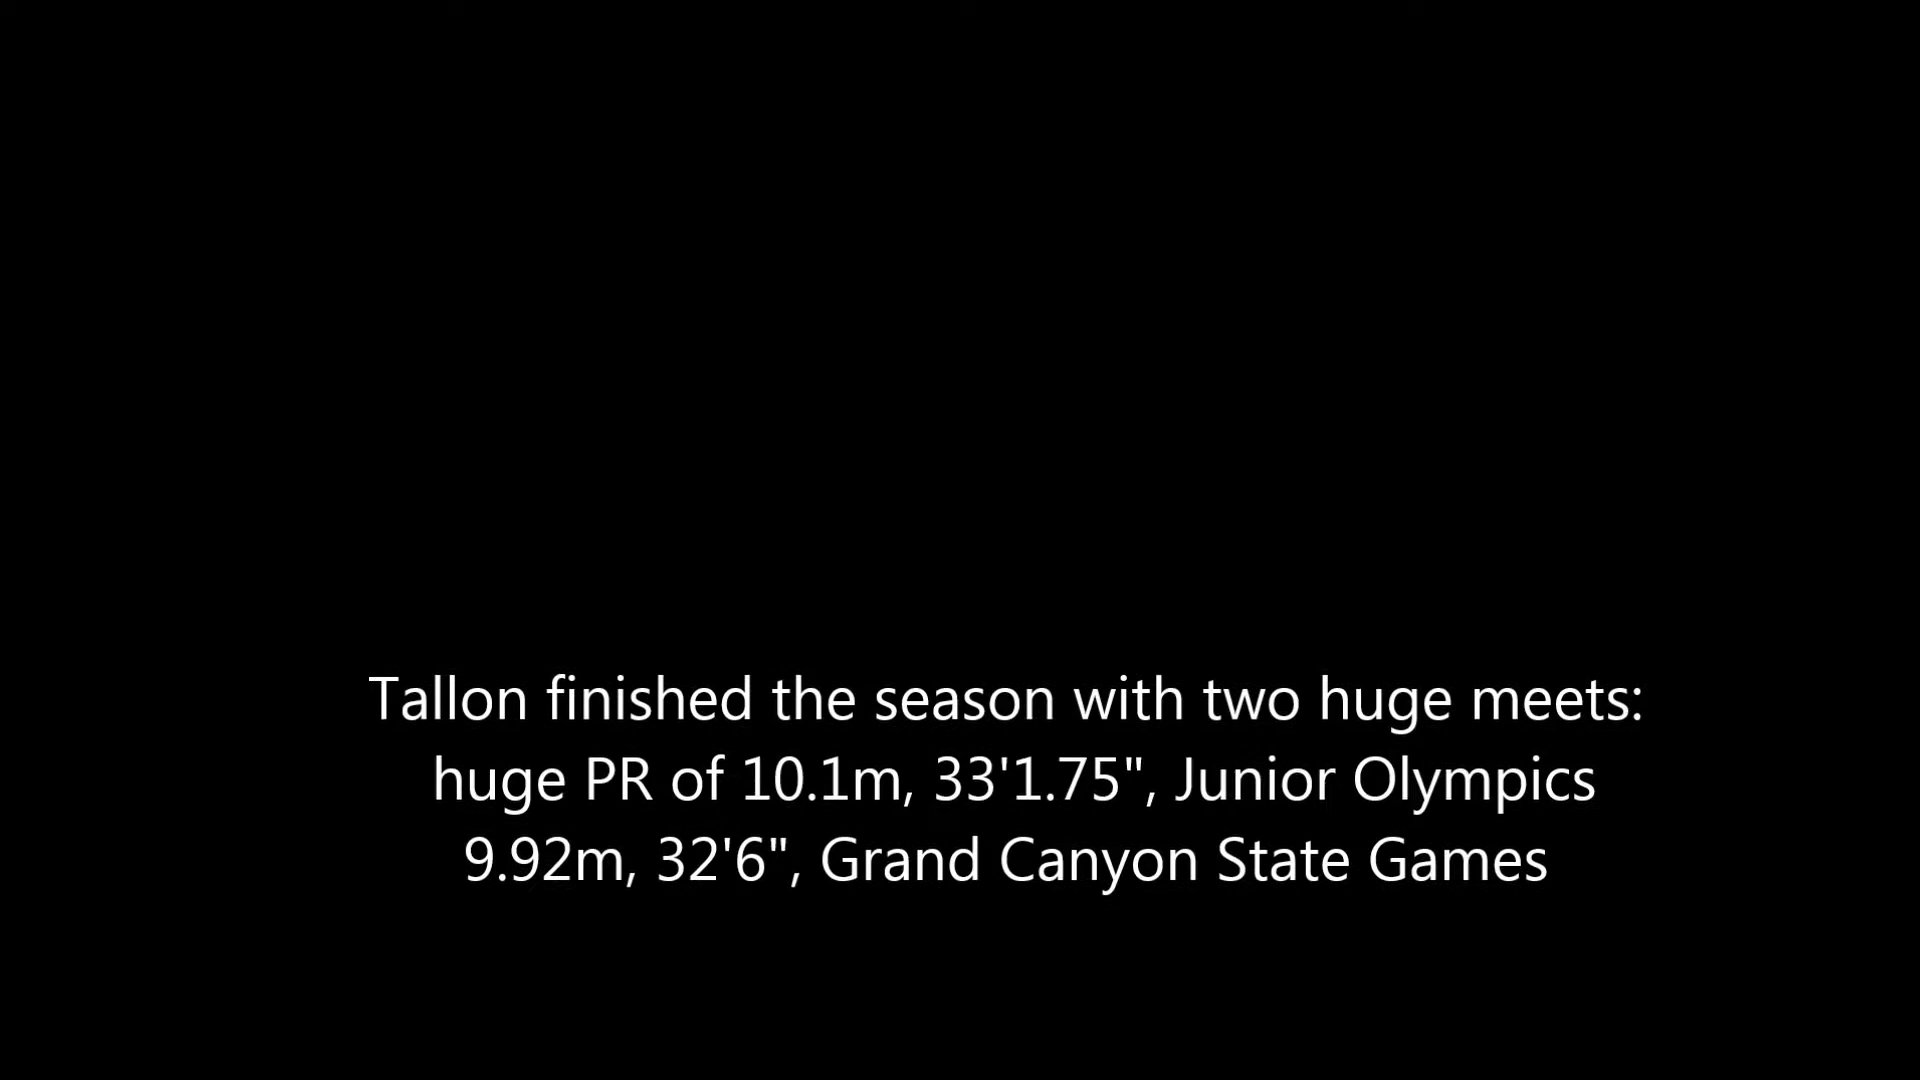 Tallon finished the season with two huge meets:
huge PR of 10.1m, 33'1.75", Junior Olympics
9.92m, 32'6", Grand Canyon State Games